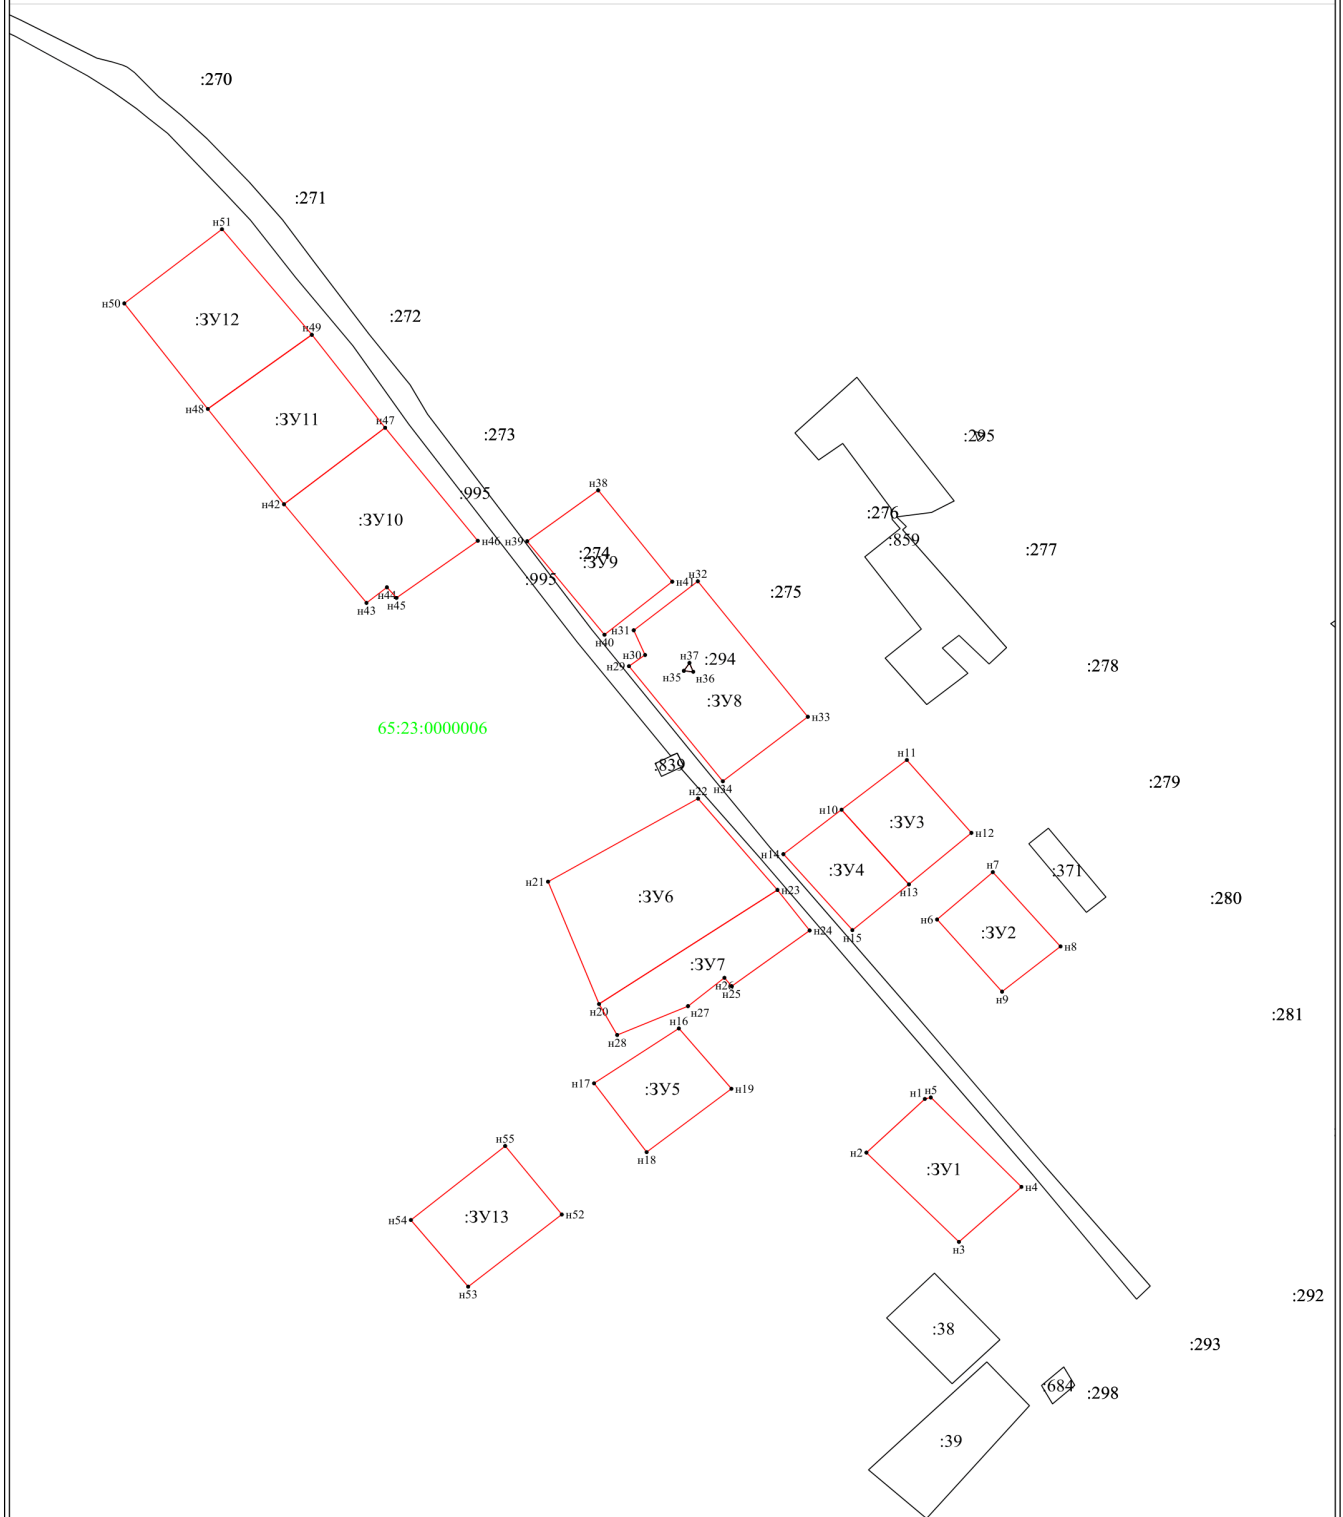 :270
:271
н51
н50
:ЗУ12
:272
н49
н48
:ЗУ11
н47
:273
:295
н38
:995
н42
:276
:ЗУ10
н46
н39
:859
:277
:274
:ЗУ9
:995
н41
н32
:275
н44
н43
н45
н31
н40
н30
н29
н37
:294
н35
н36
:278
:ЗУ8
н33
65:23:0000006
н11
:839
:279
н34
н22
н10
:ЗУ3
н12
н14
:ЗУ4
:371
н7
н21
н13
н23
:ЗУ6
:280
н6
н24
н15
:ЗУ2
н8
:ЗУ7
н26
н25
н9
н20
н27
:281
н16
н28
н17
:ЗУ5
н19
н1
н5
н55
н2
н18
:ЗУ1
н4
н54
:ЗУ13
н52
н3
н53
:292
:38
:293
:684
:298
:39